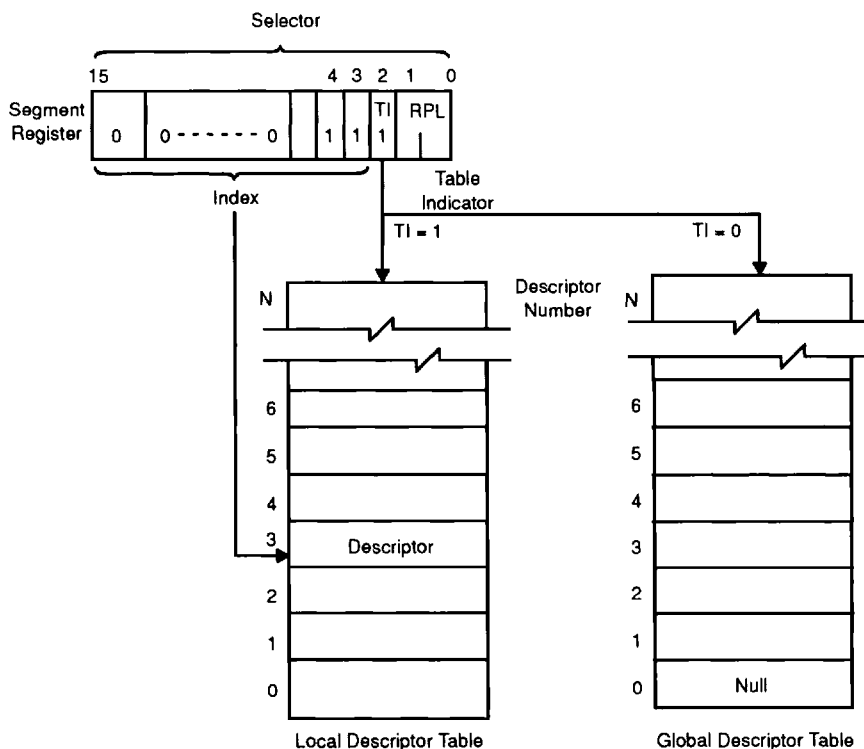 Selector
15 4 3 2 1 0
Segment
Register
TI RPL
0 0 ------ 0 1 1 1
Index
Table
Indicator
TI = 1
TI = 0
Descriptor
Number
N
6
5
4
3 Descriptor
2
1
0
Local Descriptor Table
N
6
5
4
3
2
1
0 Null
Global Descriptor Table